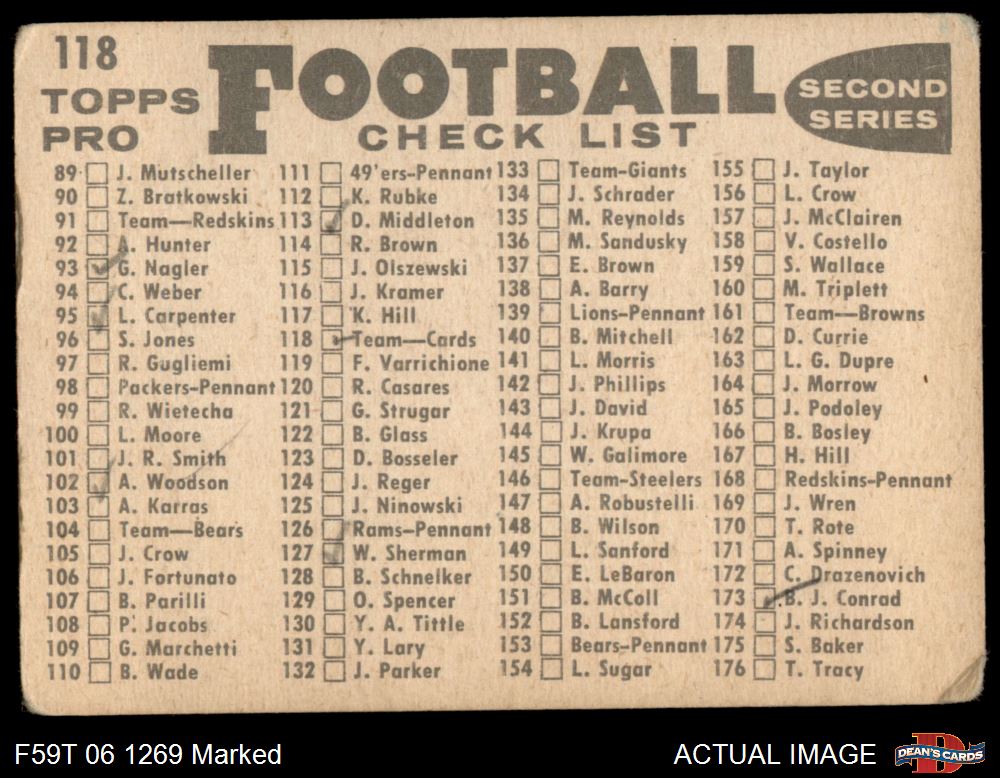 118
TOPPS
PRO
FOOTBALL
CHECK LIST
SECOND
SERIES
89 J. Mutscheller
90 Z. Bratkowski
91 Team—Redskins
92 A. Hunter
93 G. Nagler
94 C. Weber
95 L. Carpenter
96 S. Jones
97 R. Gugliemi
98 Packers-Pennant
99 R. Wietecha
100 L. Moore
101 J. R. Smith
102 A. Woodson
103 A. Karras
104 Team—Bears
105 J. Crow
106 J. Fortunato
107 B. Parilli
108 P. Jacobs
109 G. Marchetti
110 B. Wade
111 49'ers-Pennant
112 K. Rubke
113 D. Middleton
114 R. Brown
115 J. Olszewski
116 J. Kramer
117 K. Hill
118 Team—Cards
119 F. Varrichione
120 R. Casares
121 G. Strugar
122 B. Glass
123 D. Bosseler
124 J. Reger
125 J. Ninowski
126 Rams-Pennant
127 W. Sherman
128 B. Schnelker
129 O. Spencer
130 Y. A. Tittle
131 Y. Lary
132 J. Parker
133 Team-Giants
134 J. Schrader
135 M. Reynolds
136 M. Sandusky
137 E. Brown
138 A. Barry
139 Lions-Pennant
140 B. Mitchell
141 L. Morris
142 J. Phillips
143 J. David
144 J. Krupa
145 W. Galimore
146 Team-Steelers
147 A. Robustelli
148 B. Wilson
149 L. Sanford
150 E. LeBaron
151 B. McColl
152 B. Lansford
153 Bears-Pennant
154 L. Sugar
155 J. Taylor
156 L. Crow
157 J. McClairen
158 V. Costello
159 S. Wallace
160 M. Triplett
161 Team—Browns
162 D. Currie
163 L. G. Dupre
164 J. Morrow
165 J. Podoley
166 B. Bosley
167 H. Hill
168 Redskins-Pennant
169 J. Wren
170 T. Rote
171 A. Spinney
172 C. Drazenovich
173 B. J. Conrad
174 J. Richardson
175 S. Baker
176 T. Tracy
F59T 06 1269 Marked
ACTUAL IMAGE
DEAN'S CARDS